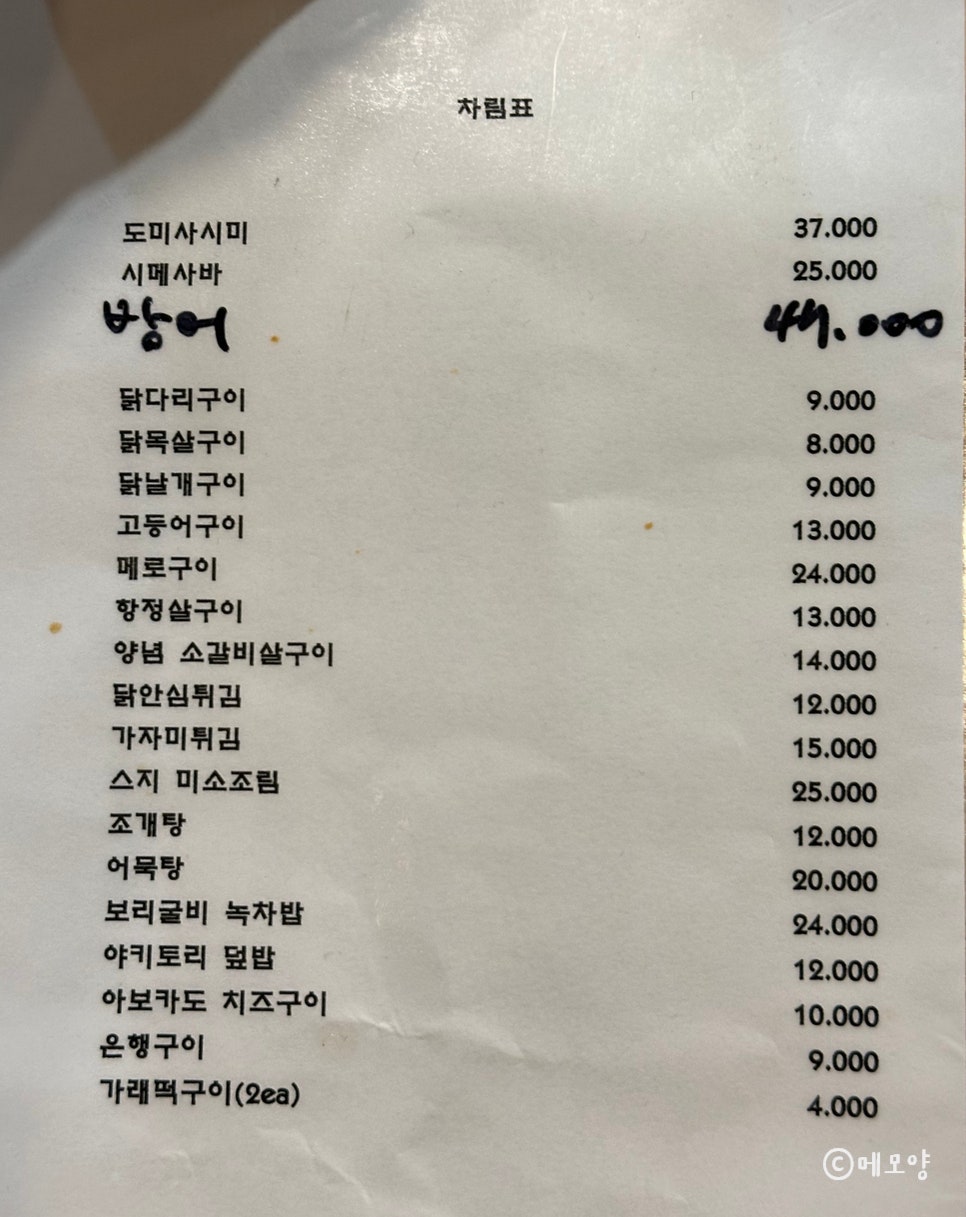 차림표
도미사시미 37.000
시메사바 25.000
방어
닭다리구이 9.000
닭목살구이 8.000
닭날개구이 9.000
고등어구이 13.000
메로구이 24.000
항정살구이 13.000
양념 소갈비살구이 14.000
닭안심튀김 12.000
가자미튀김 15.000
스지 미소조림 25.000
조개탕 12.000
어묵탕 20.000
보리굴비 녹차밥 24.000
야키토리 덮밥 12.000
아보카도 치즈구이 10.000
은행구이 9.000
가래떡구이(2ea) 4.000
ⓒ메모양